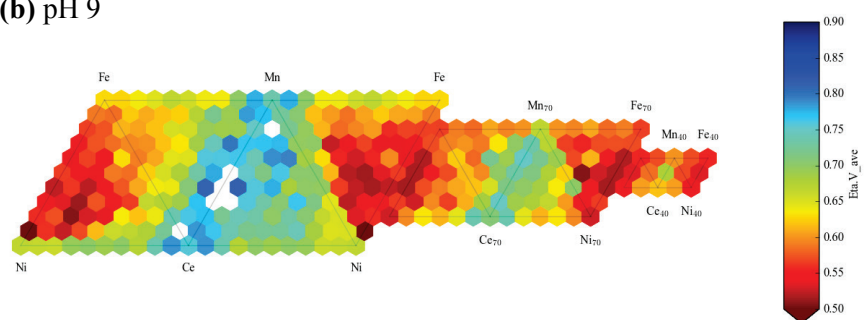 (b) pH 9
Fe Mn Fe
Mn70 Fe70
Mn40 Fe40
Ce40 Ni40
Ce70 Ni70
Ni Ce Ni
0.90
0.85
0.80
0.75
0.70
0.65
0.60
0.55
0.50
Eta.V_ave